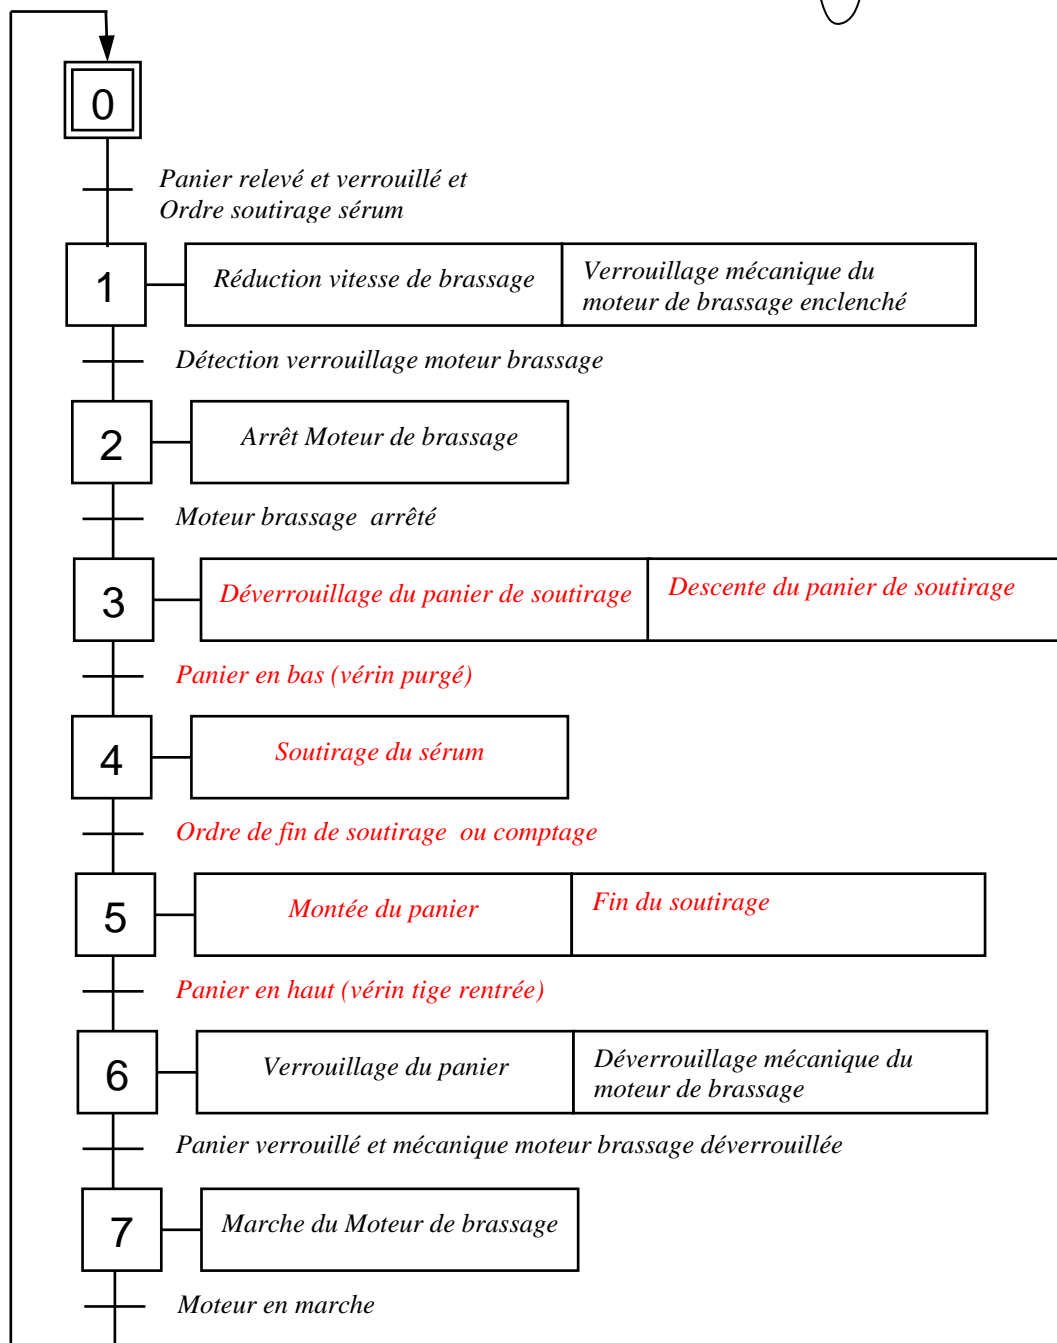 0
Panier relevé et verrouillé et
Ordre soutirage sérum
1
Réduction vitesse de brassage
Verrouillage mécanique du
moteur de brassage enclenché
Détection verrouillage moteur brassage
2
Arrêt Moteur de brassage
Moteur brassage arrêté
3
Déverrouillage du panier de soutirage
Descente du panier de soutirage
Panier en bas (vérin purgé)
4
Soutirage du sérum
Ordre de fin de soutirage ou comptage
5
Montée du panier
Fin du soutirage
Panier en haut (vérin tige rentrée)
6
Verrouillage du panier
Déverrouillage mécanique du
moteur de brassage
Panier verrouillé et mécanique moteur brassage déverrouillée
7
Marche du Moteur de brassage
Moteur en marche